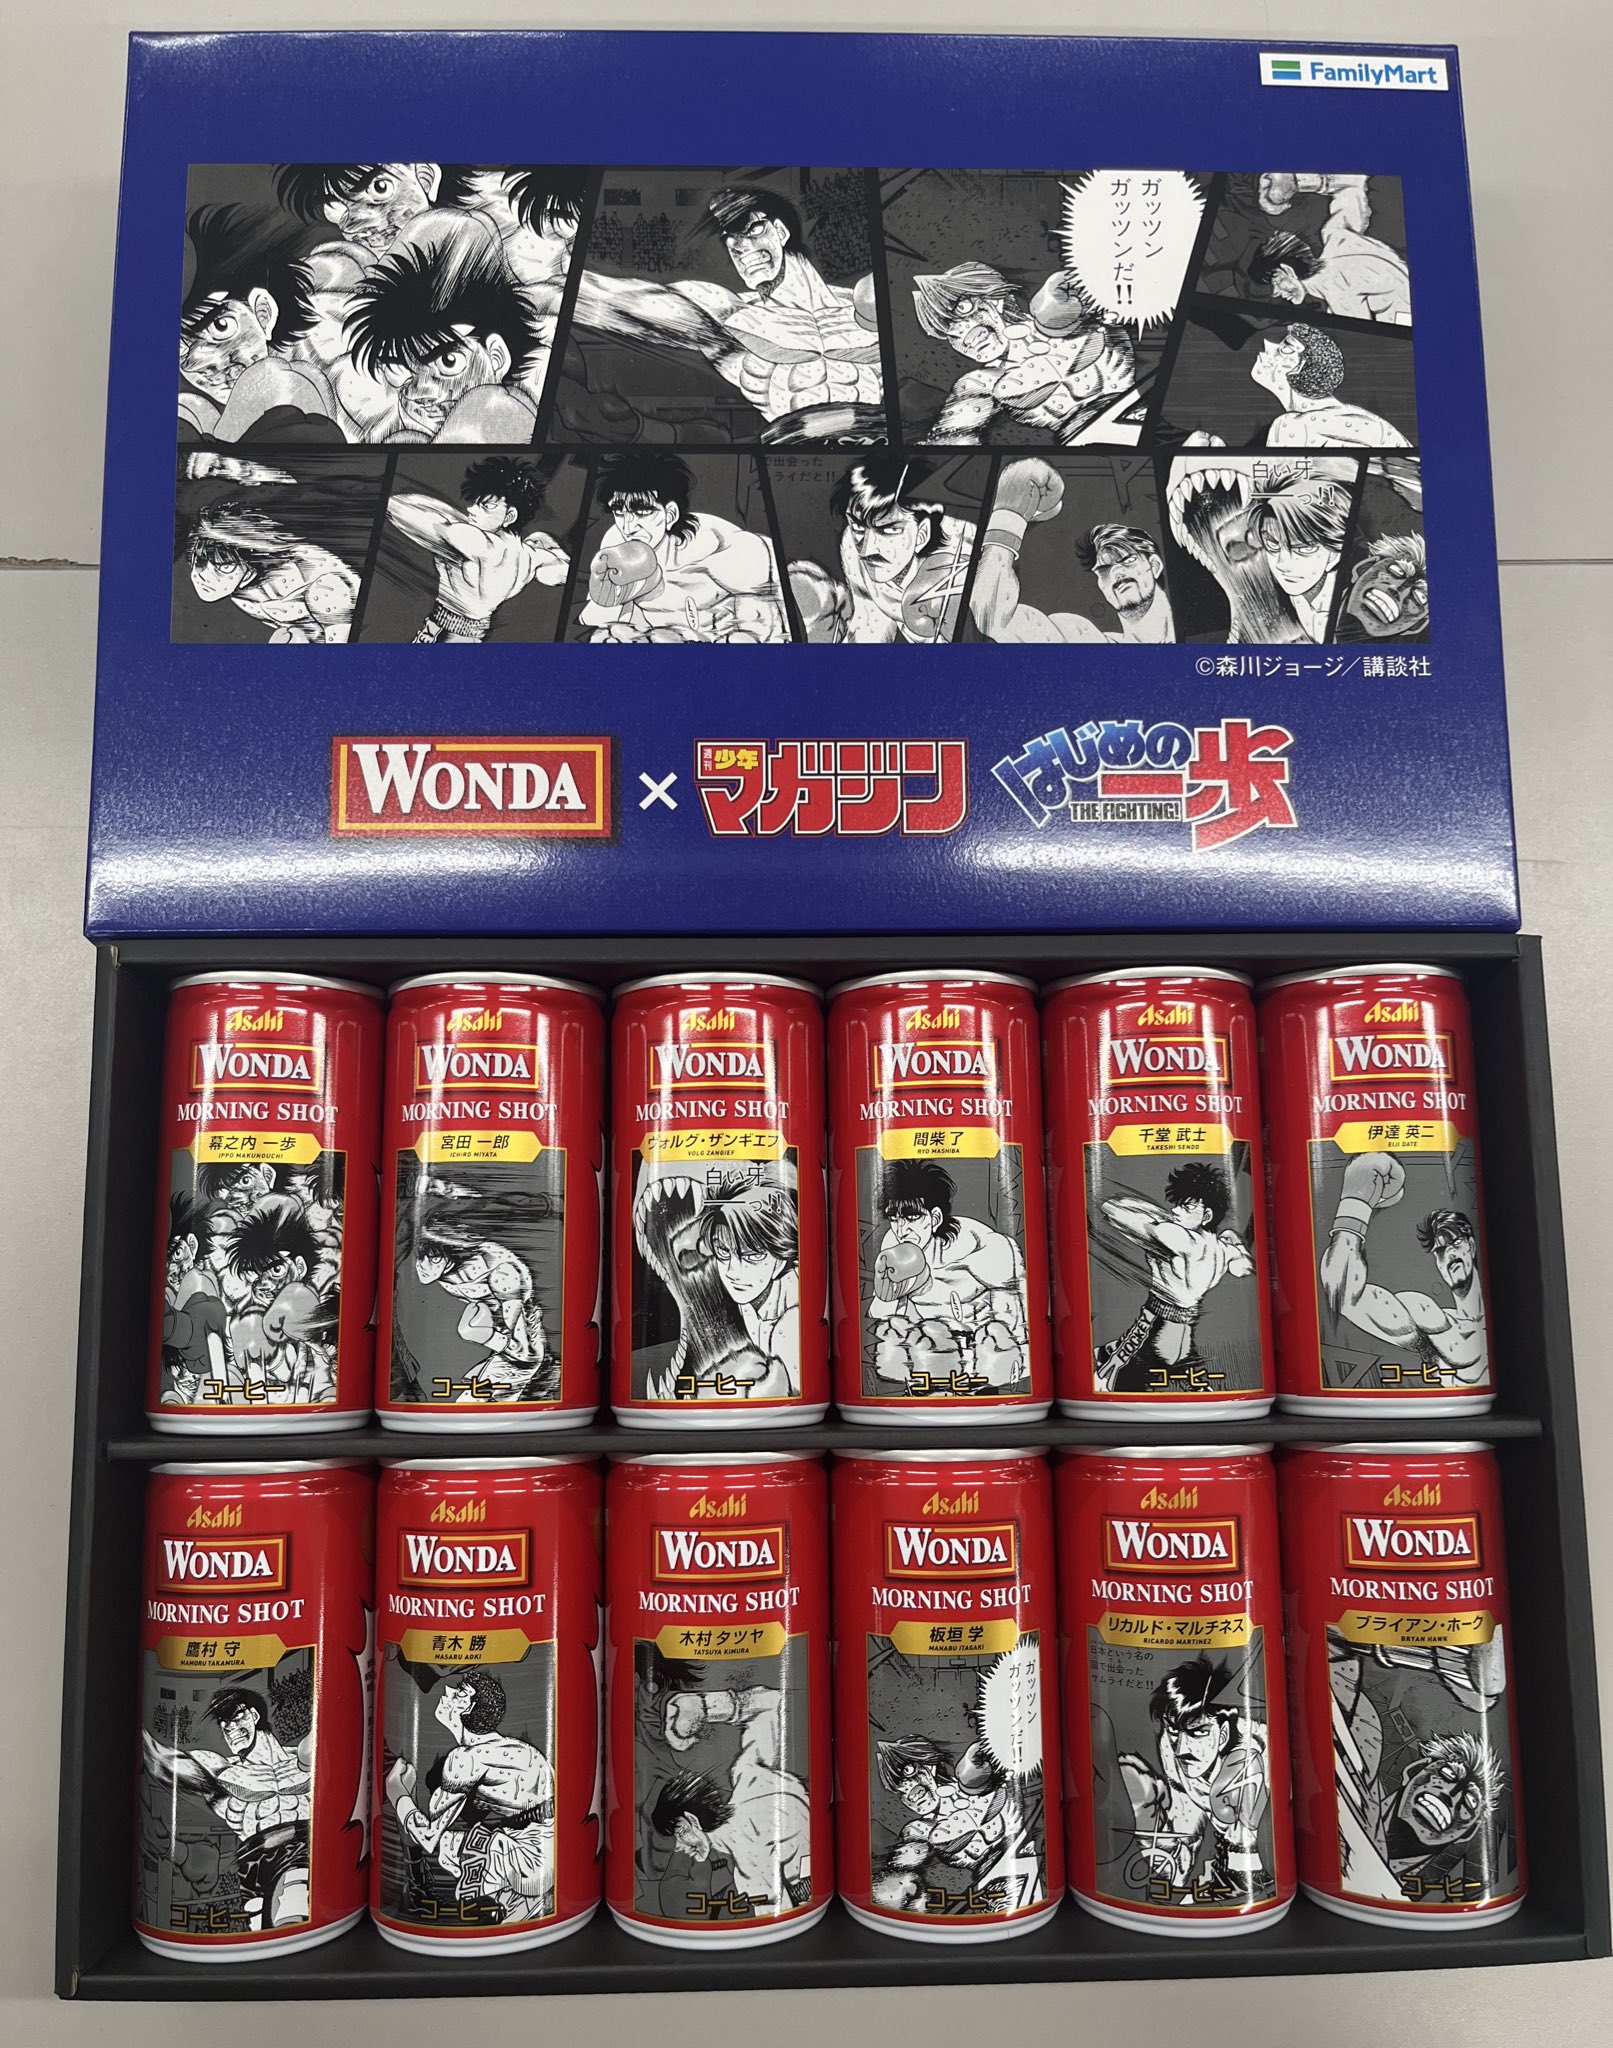 FamilyMart
ガッツン
ガッツンだ!!
で出会った
ライだと!!
白い牙
ーっ!!
©森川ジョージ／講談社
WONDA
×
週刊少年マガジン
はじめの一歩
THE FIGHTING!
Asahi
WONDA
MORNING SHOT
幕之内 一歩
IPPO MAKUNOUCHI
コーヒー
Asahi
WONDA
MORNING SHOT
宮田 一郎
ICHIRO MIYATA
コーヒー
Asahi
WONDA
MORNING SHOT
ヴォルグ・ザンギエフ
VOLG ZANGIEF
白い牙
ーっ!!
コーヒー
Asahi
WONDA
MORNING SHOT
間柴 了
RYO MASHIBA
コーヒー
Asahi
WONDA
MORNING SHOT
千堂 武士
TAKESHI SENDO
ROCKEY
コーヒー
Asahi
WONDA
MORNING SHOT
伊達 英二
EIJI DATE
コーヒー
Asahi
WONDA
MORNING SHOT
鷹村 守
MAMORU TAKAMURA
コーヒー
Asahi
WONDA
MORNING SHOT
青木 勝
MASARU AOKI
コーヒー
Asahi
WONDA
MORNING SHOT
木村 タツヤ
TATSUYA KIMURA
コーヒー
Asahi
WONDA
MORNING SHOT
板垣 学
MANABU ITAGAKI
ガッツン
ガッツンだ!!
コーヒー
Asahi
WONDA
MORNING SHOT
リカルド・マルチネス
RICARDO MARTINEZ
日本という名の
国で出会った
サムライだと!!
コーヒー
Asahi
WONDA
MORNING SHOT
ブライアン・ホーク
BRYAN HAWK
コーヒー